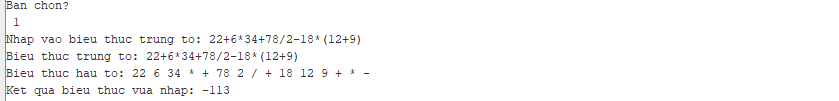 Ban chon?
1
Nhap vao bieu thuc trung to: 22+6*34+78/2-18*(12+9)
Bieu thuc trung to: 22+6*34+78/2-18*(12+9)
Bieu thuc hau to: 22 6 34 * + 78 2 / + 18 12 9 + * -
Ket qua bieu thuc vua nhap: -113